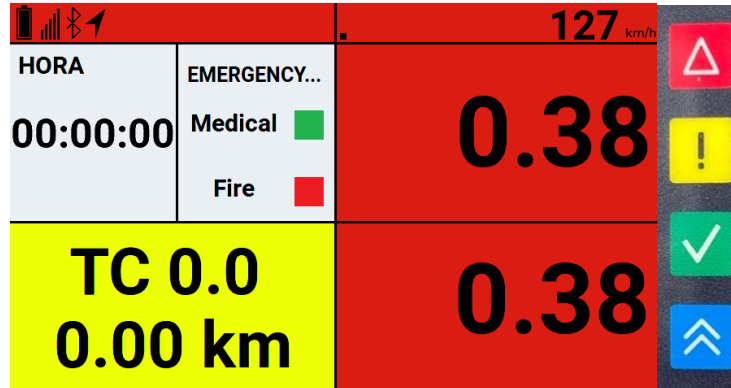 127 km/h
HORA
00:00:00
EMERGENCY...
Medical
Fire
0.38
TC 0.0
0.00 km
0.38